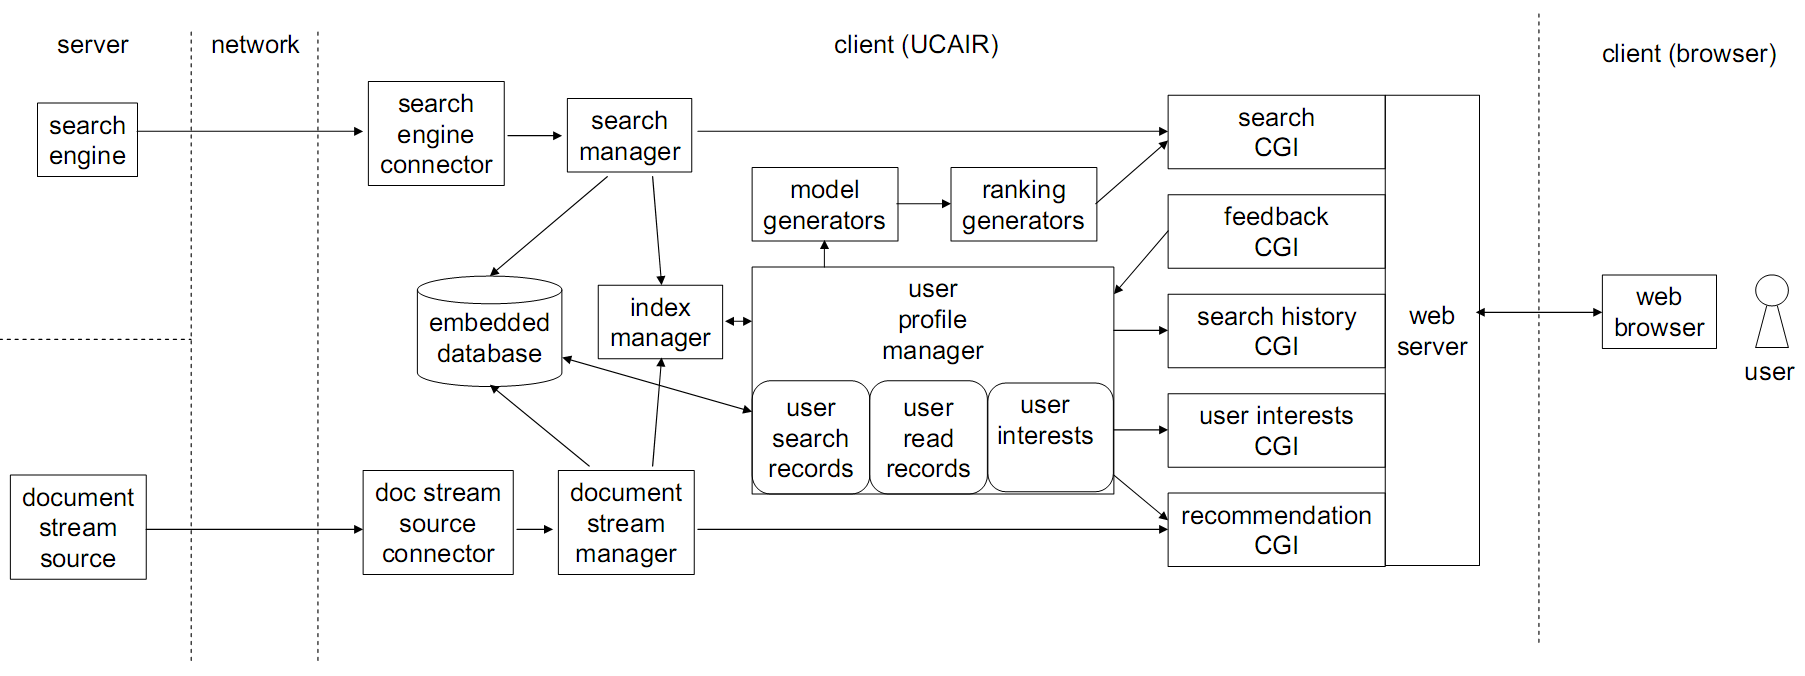 server
network
client (UCAIR)
client (browser)
search
engine
search
engine
connector
search
manager
search
CGI
model
generators
ranking
generators
feedback
CGI
embedded
database
index
manager
user
profile
manager
search history
CGI
web
server
web
browser
user
user
search
records
user
read
records
user
interests
user interests
CGI
document
stream
source
doc stream
source
connector
document
stream
manager
recommendation
CGI